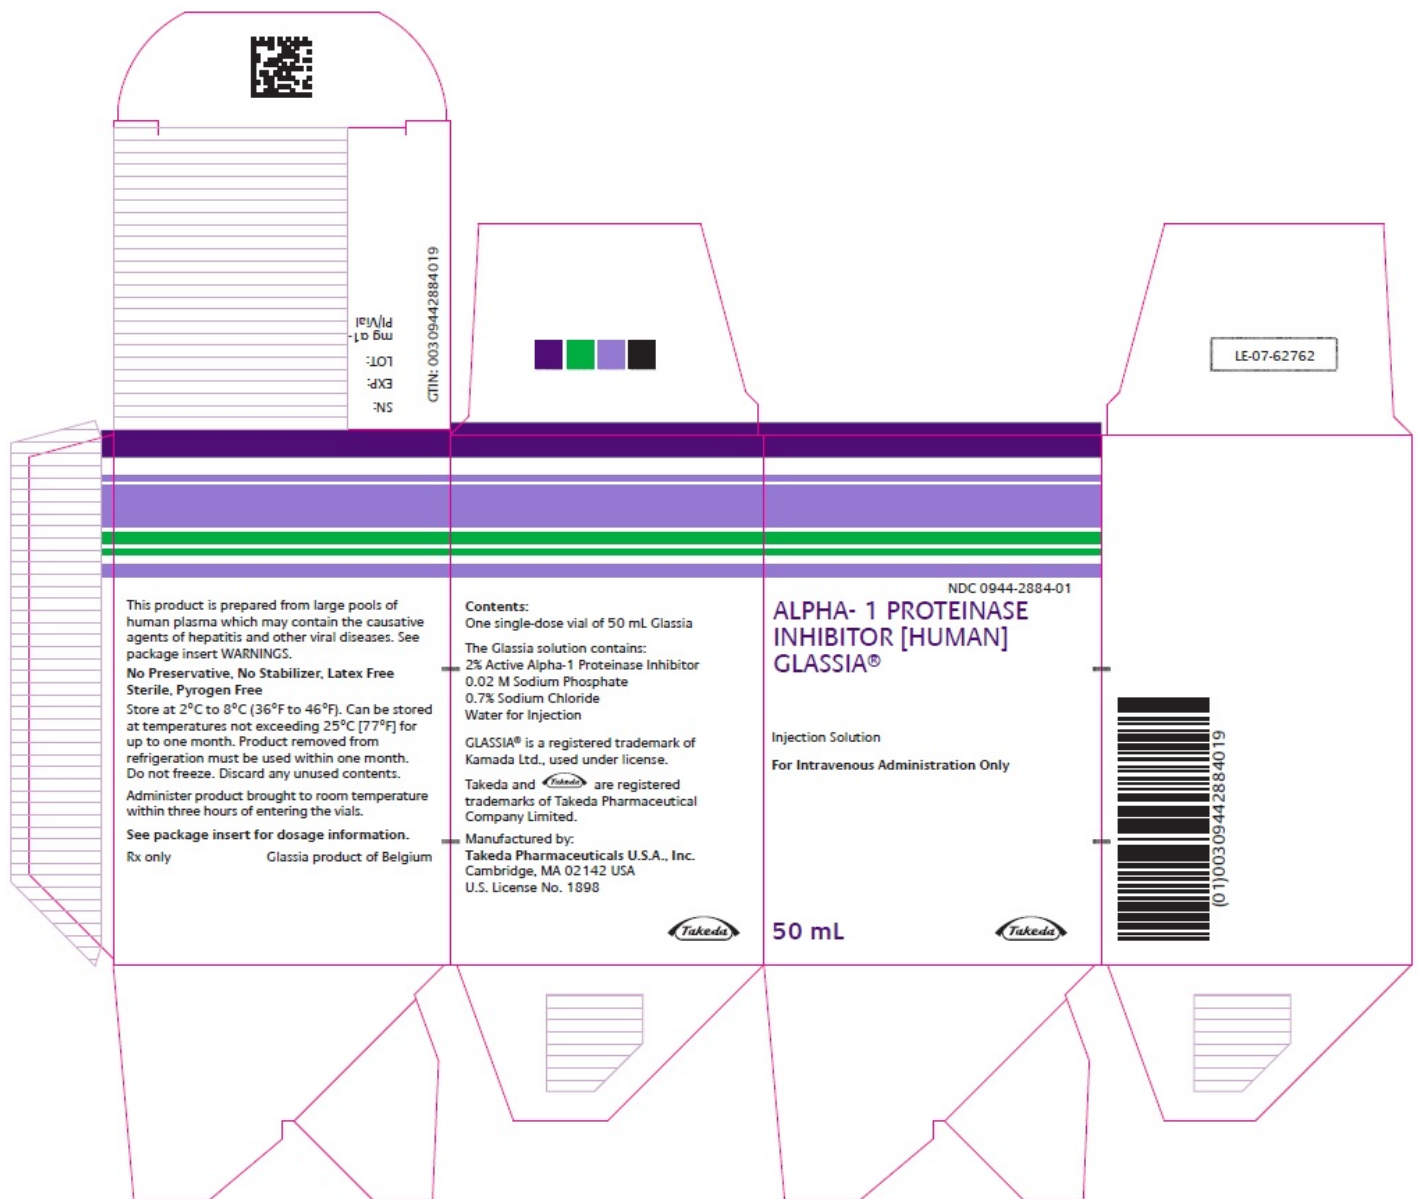 GTIN: 00309442884019
mg α1-
PI/Vial
LOT:
EXP:
SN:
LE-07-62762
This product is prepared from large pools of
human plasma which may contain the causative
agents of hepatitis and other viral diseases. See
package insert WARNINGS.
No Preservative, No Stabilizer, Latex Free
Sterile, Pyrogen Free
Store at 2°C to 8°C (36°F to 46°F). Can be stored
at temperatures not exceeding 25°C [77°F] for
up to one month. Product removed from
refrigeration must be used within one month.
Do not freeze. Discard any unused contents.
Administer product brought to room temperature
within three hours of entering the vials.
See package insert for dosage information.
Rx only Glassia product of Belgium
Contents:
One single-dose vial of 50 mL Glassia
The Glassia solution contains:
2% Active Alpha-1 Proteinase Inhibitor
0.02 M Sodium Phosphate
0.7% Sodium Chloride
Water for Injection
GLASSIA® is a registered trademark of
Kamada Ltd., used under license.
Takeda and Takeda are registered
trademarks of Takeda Pharmaceutical
Company Limited.
Manufactured by:
Takeda Pharmaceuticals U.S.A., Inc.
Cambridge, MA 02142 USA
U.S. License No. 1898
Takeda
NDC 0944-2884-01
ALPHA- 1 PROTEINASE
INHIBITOR [HUMAN]
GLASSIA®
Injection Solution
For Intravenous Administration Only
50 mL
Takeda
(01)00309442884019